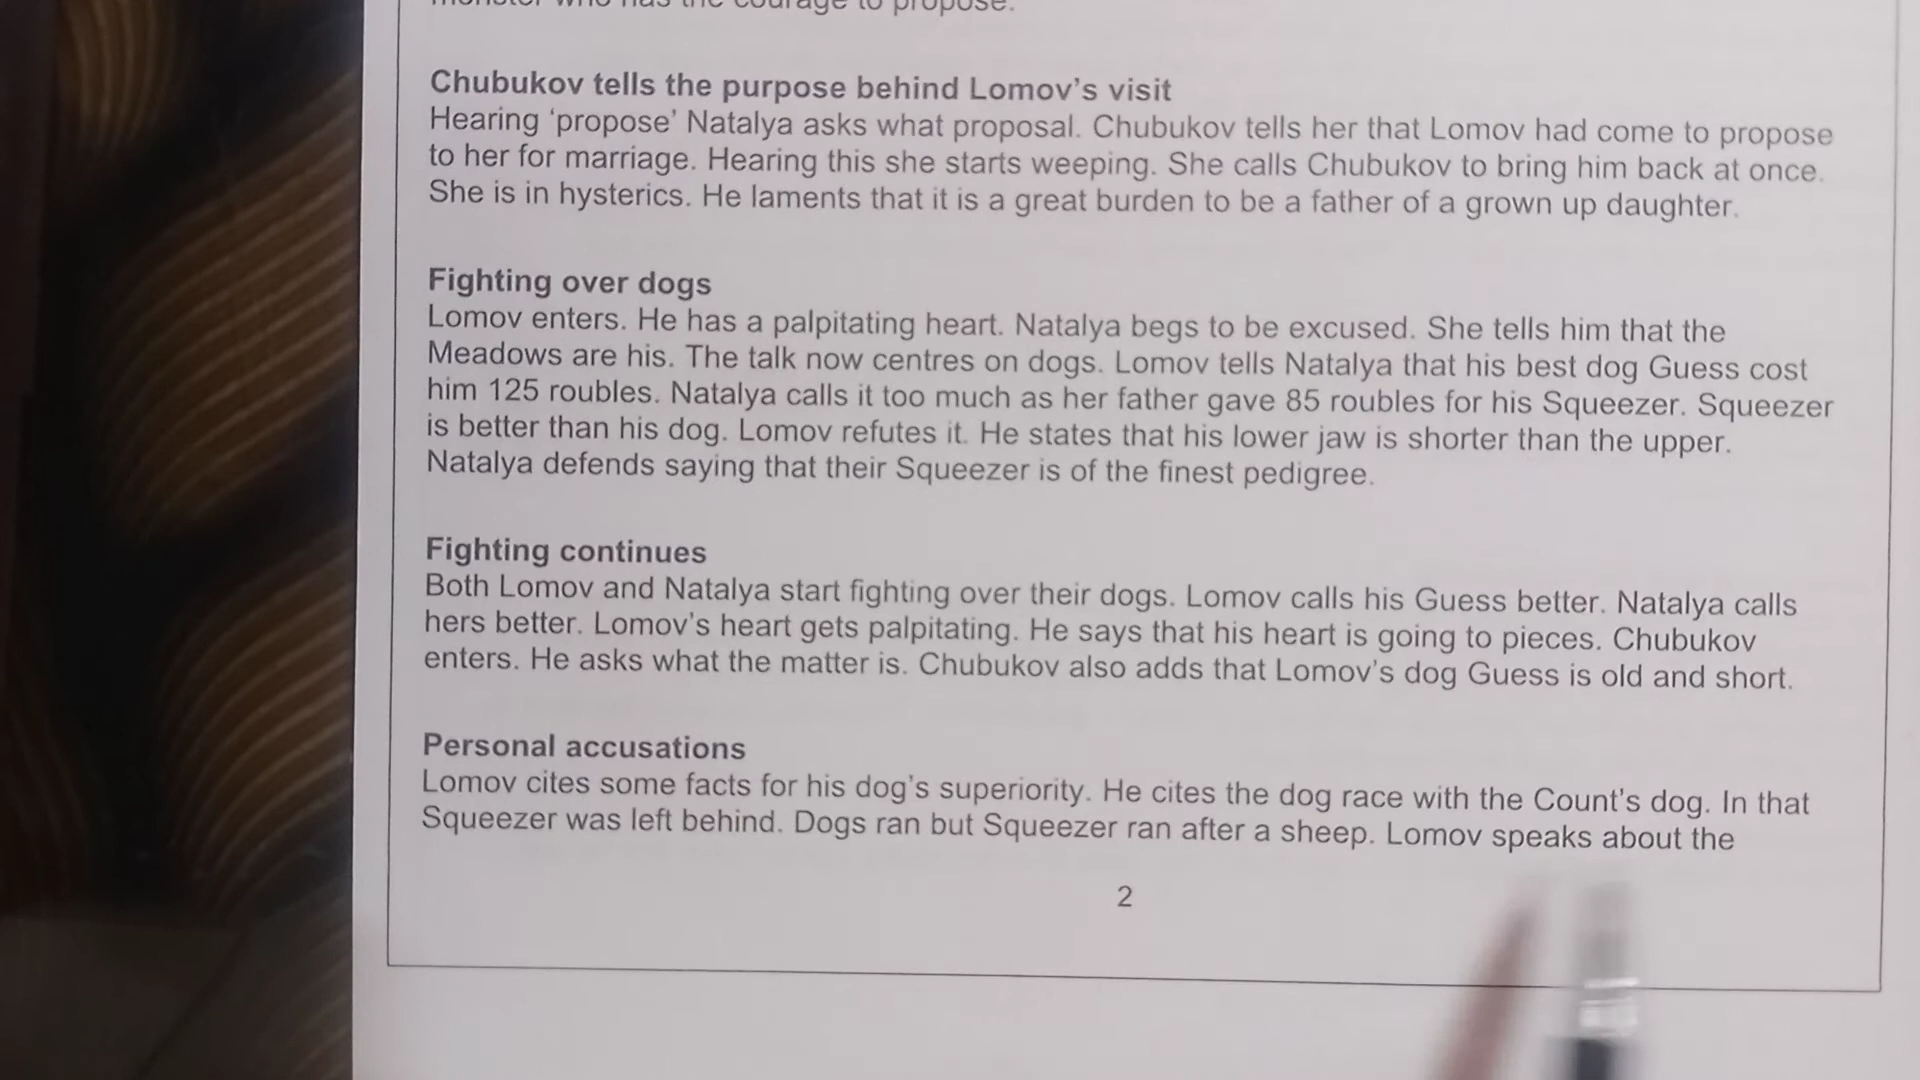 monster who has the courage to propose.
Chubukov tells the purpose behind Lomov's visit
Hearing 'propose' Natalya asks what proposal. Chubukov tells her that Lomov had come to propose
to her for marriage. Hearing this she starts weeping. She calls Chubukov to bring him back at once.
She is in hysterics. He laments that it is a great burden to be a father of a grown up daughter.
Fighting over dogs
Lomov enters. He has a palpitating heart. Natalya begs to be excused. She tells him that the
Meadows are his. The talk now centres on dogs. Lomov tells Natalya that his best dog Guess cost
him 125 roubles. Natalya calls it too much as her father gave 85 roubles for his Squeezer. Squeezer
is better than his dog. Lomov refutes it. He states that his lower jaw is shorter than the upper.
Natalya defends saying that their Squeezer is of the finest pedigree.
Fighting continues
Both Lomov and Natalya start fighting over their dogs. Lomov calls his Guess better. Natalya calls
hers better. Lomov's heart gets palpitating. He says that his heart is going to pieces. Chubukov
enters. He asks what the matter is. Chubukov also adds that Lomov's dog Guess is old and short.
Personal accusations
Lomov cites some facts for his dog's superiority. He cites the dog race with the Count's dog. In that
Squeezer was left behind. Dogs ran but Squeezer ran after a sheep. Lomov speaks about the
2